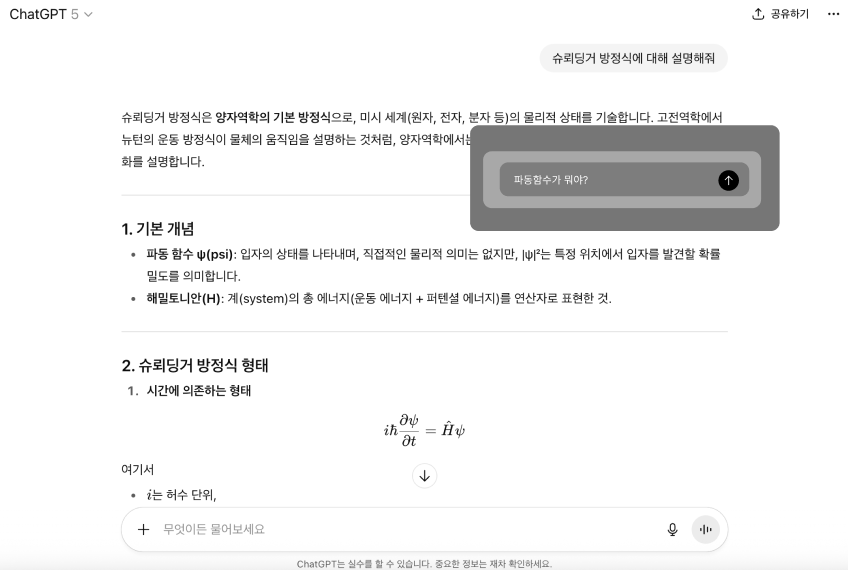 ChatGPT 5
공유하기
슈뢰딩거 방정식에 대해 설명해줘
슈뢰딩거 방정식은 양자역학의 기본 방정식으로, 미시 세계(원자, 전자, 분자 등)의 물리적 상태를 기술합니다. 고전역학에서
뉴턴의 운동 방정식이 물체의 움직임을 설명하는 것처럼, 양자역학에서는
화를 설명합니다.
파동함수가 뭐야?
1. 기본 개념
• 파동 함수 ψ(psi): 입자의 상태를 나타내며, 직접적인 물리적 의미는 없지만, |ψ|²는 특정 위치에서 입자를 발견할 확률
밀도를 의미합니다.
• 해밀토니안(H): 계(system)의 총 에너지(운동 에너지 + 퍼텐셜 에너지)를 연산자로 표현한 것.
2. 슈뢰딩거 방정식 형태
1. 시간에 의존하는 형태
iħ ∂ψ/∂t = Ĥψ
여기서
• i는 허수 단위,
무엇이든 물어보세요
ChatGPT는 실수를 할 수 있습니다. 중요한 정보는 재차 확인하세요.